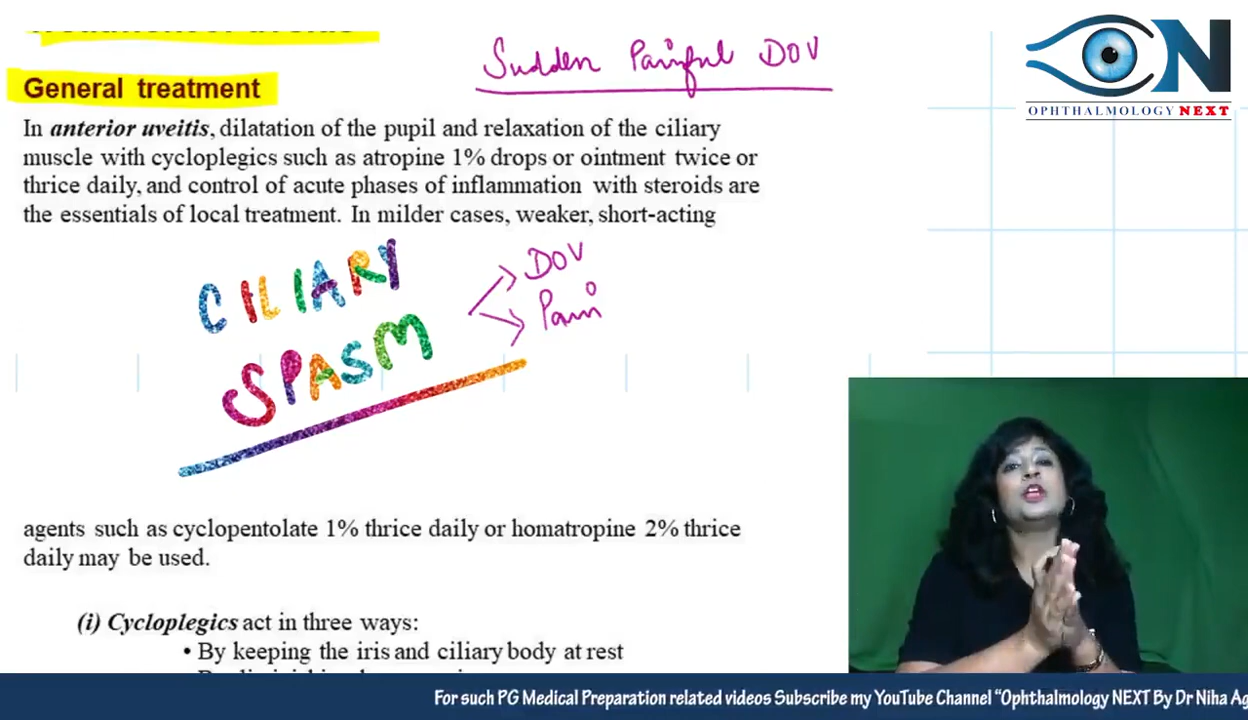 Sudden Painful DOV
ON
OPHTHALMOLOGY NEXT
General treatment
In anterior uveitis, dilatation of the pupil and relaxation of the ciliary
muscle with cycloplegics such as atropine 1% drops or ointment twice or
thrice daily, and control of acute phases of inflammation with steroids are
the essentials of local treatment. In milder cases, weaker, short-acting
CILIARY
SPASM
DOV
Pain
agents such as cyclopentolate 1% thrice daily or homatropine 2% thrice
daily may be used.
(i) Cycloplegics act in three ways:
• By keeping the iris and ciliary body at rest
For such PG Medical Preparation related videos Subscribe my YouTube Channel "Ophthalmology NEXT By Dr Niha Ag